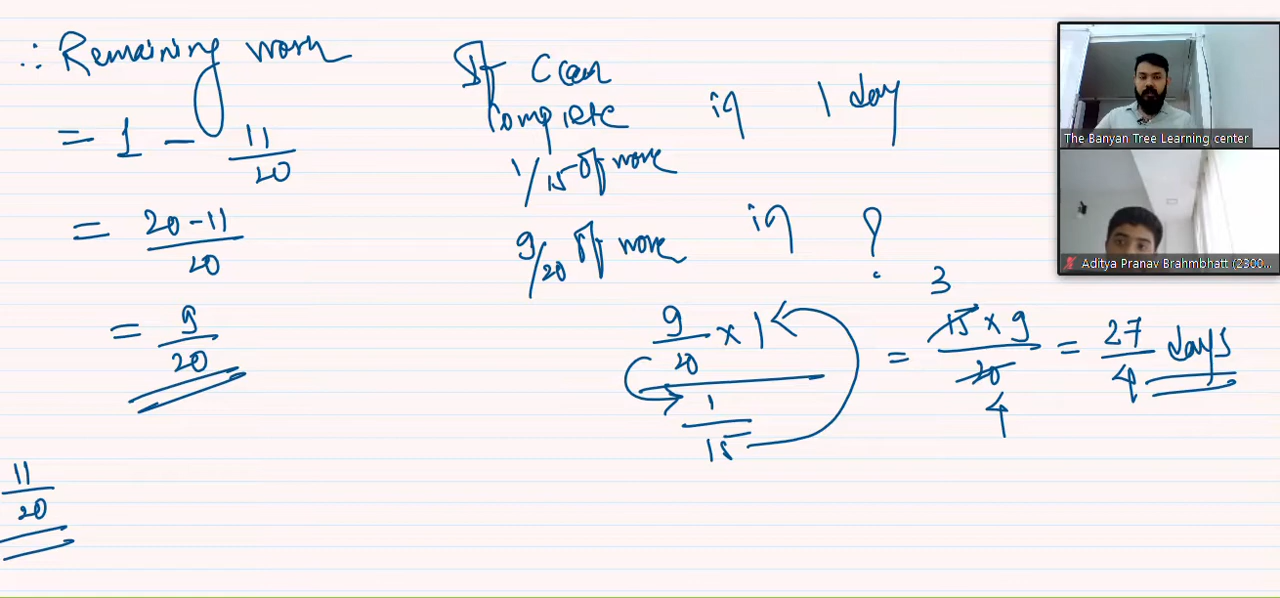 ∴ Remaining work
= 1 - 11/20
= 20-11/20
= 9/20
11/20
If C can
complete in 1 day
1/15 of work
9/20 of work in ?
9/20 × 1
1/15
= 15 × 9/20 = 27/4 days
3
4
The Banyan Tree Learning center
Aditya Pranav Brahmbhatt (2300...